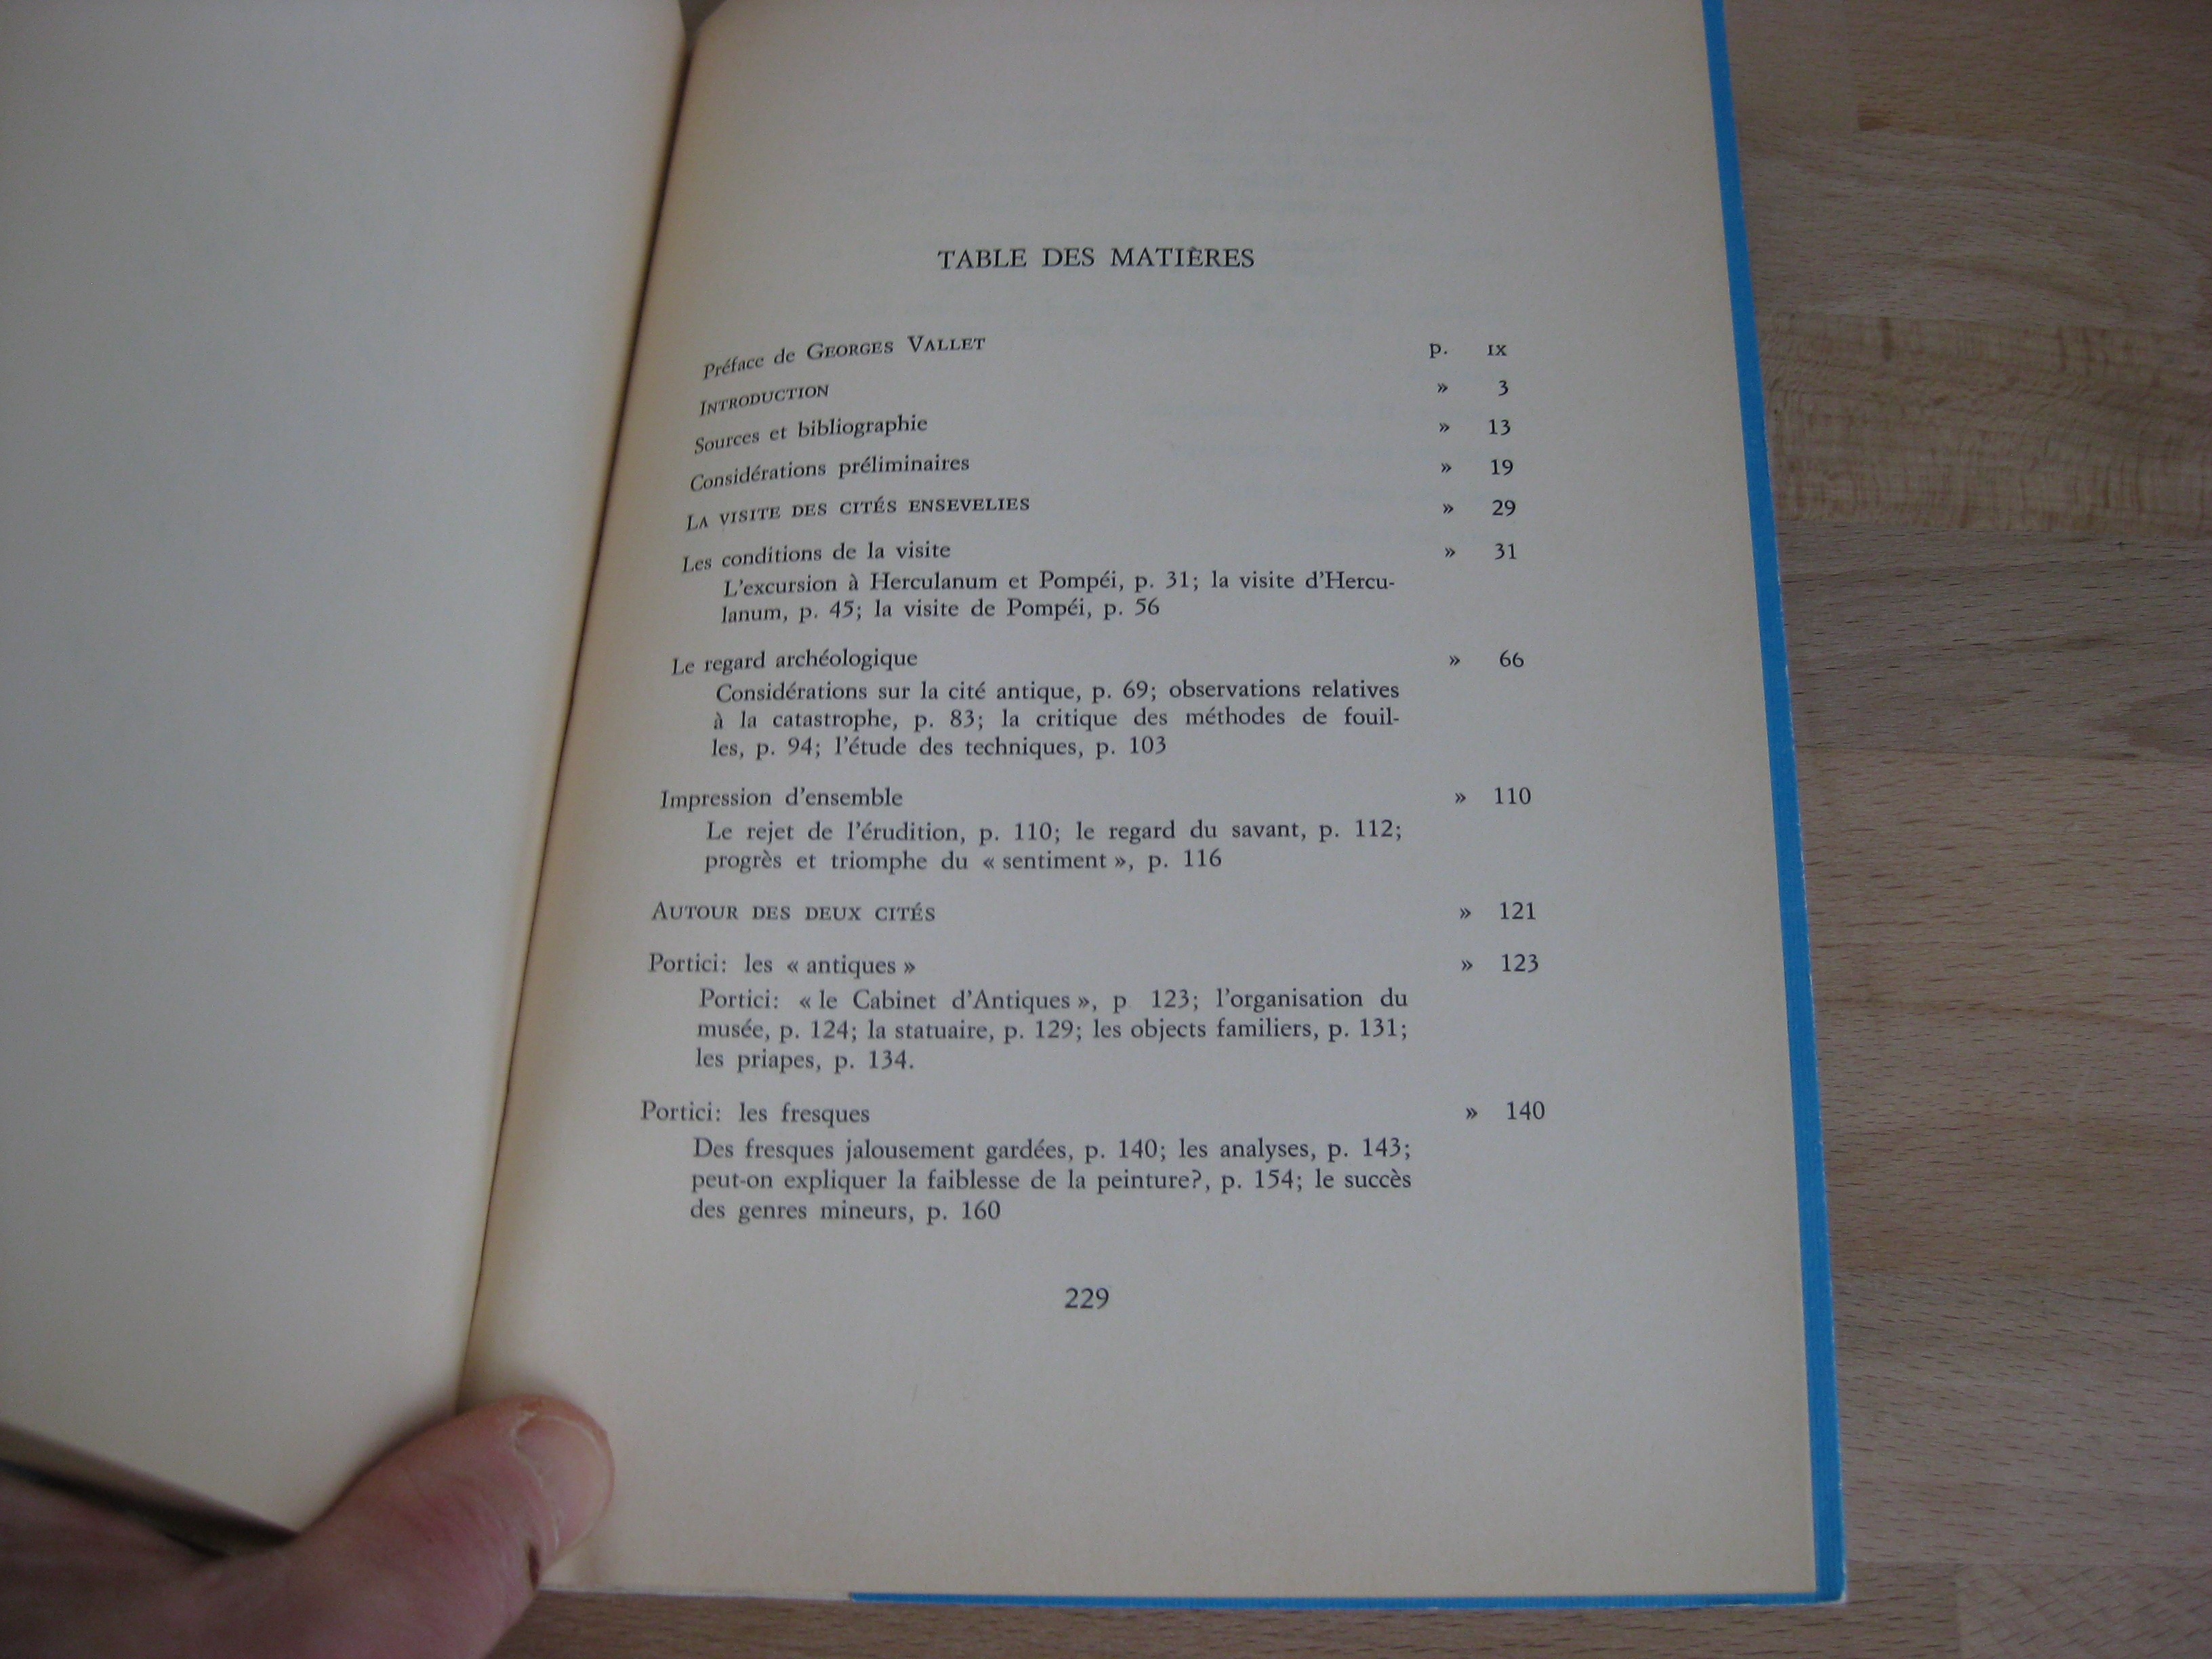 TABLE DES MATIÈRES
Préface de Georges Vallet p. ix
Introduction » 3
Sources et bibliographie » 13
Considérations préliminaires » 19
La visite des cités ensevelies » 29
Les conditions de la visite » 31
L'excursion à Herculanum et Pompéi, p. 31; la visite d'Hercu-
lanum, p. 45; la visite de Pompéi, p. 56
Le regard archéologique » 66
Considérations sur la cité antique, p. 69; observations relatives
à la catastrophe, p. 83; la critique des méthodes de fouil-
les, p. 94; l'étude des techniques, p. 103
Impression d'ensemble » 110
Le rejet de l'érudition, p. 110; le regard du savant, p. 112;
progrès et triomphe du « sentiment », p. 116
Autour des deux cités » 121
Portici: les « antiques » » 123
Portici: « le Cabinet d'Antiques », p 123; l'organisation du
musée, p. 124; la statuaire, p. 129; les objects familiers, p. 131;
les priapes, p. 134.
Portici: les fresques » 140
Des fresques jalousement gardées, p. 140; les analyses, p. 143;
peut-on expliquer la faiblesse de la peinture?, p. 154; le succès
des genres mineurs, p. 160
229